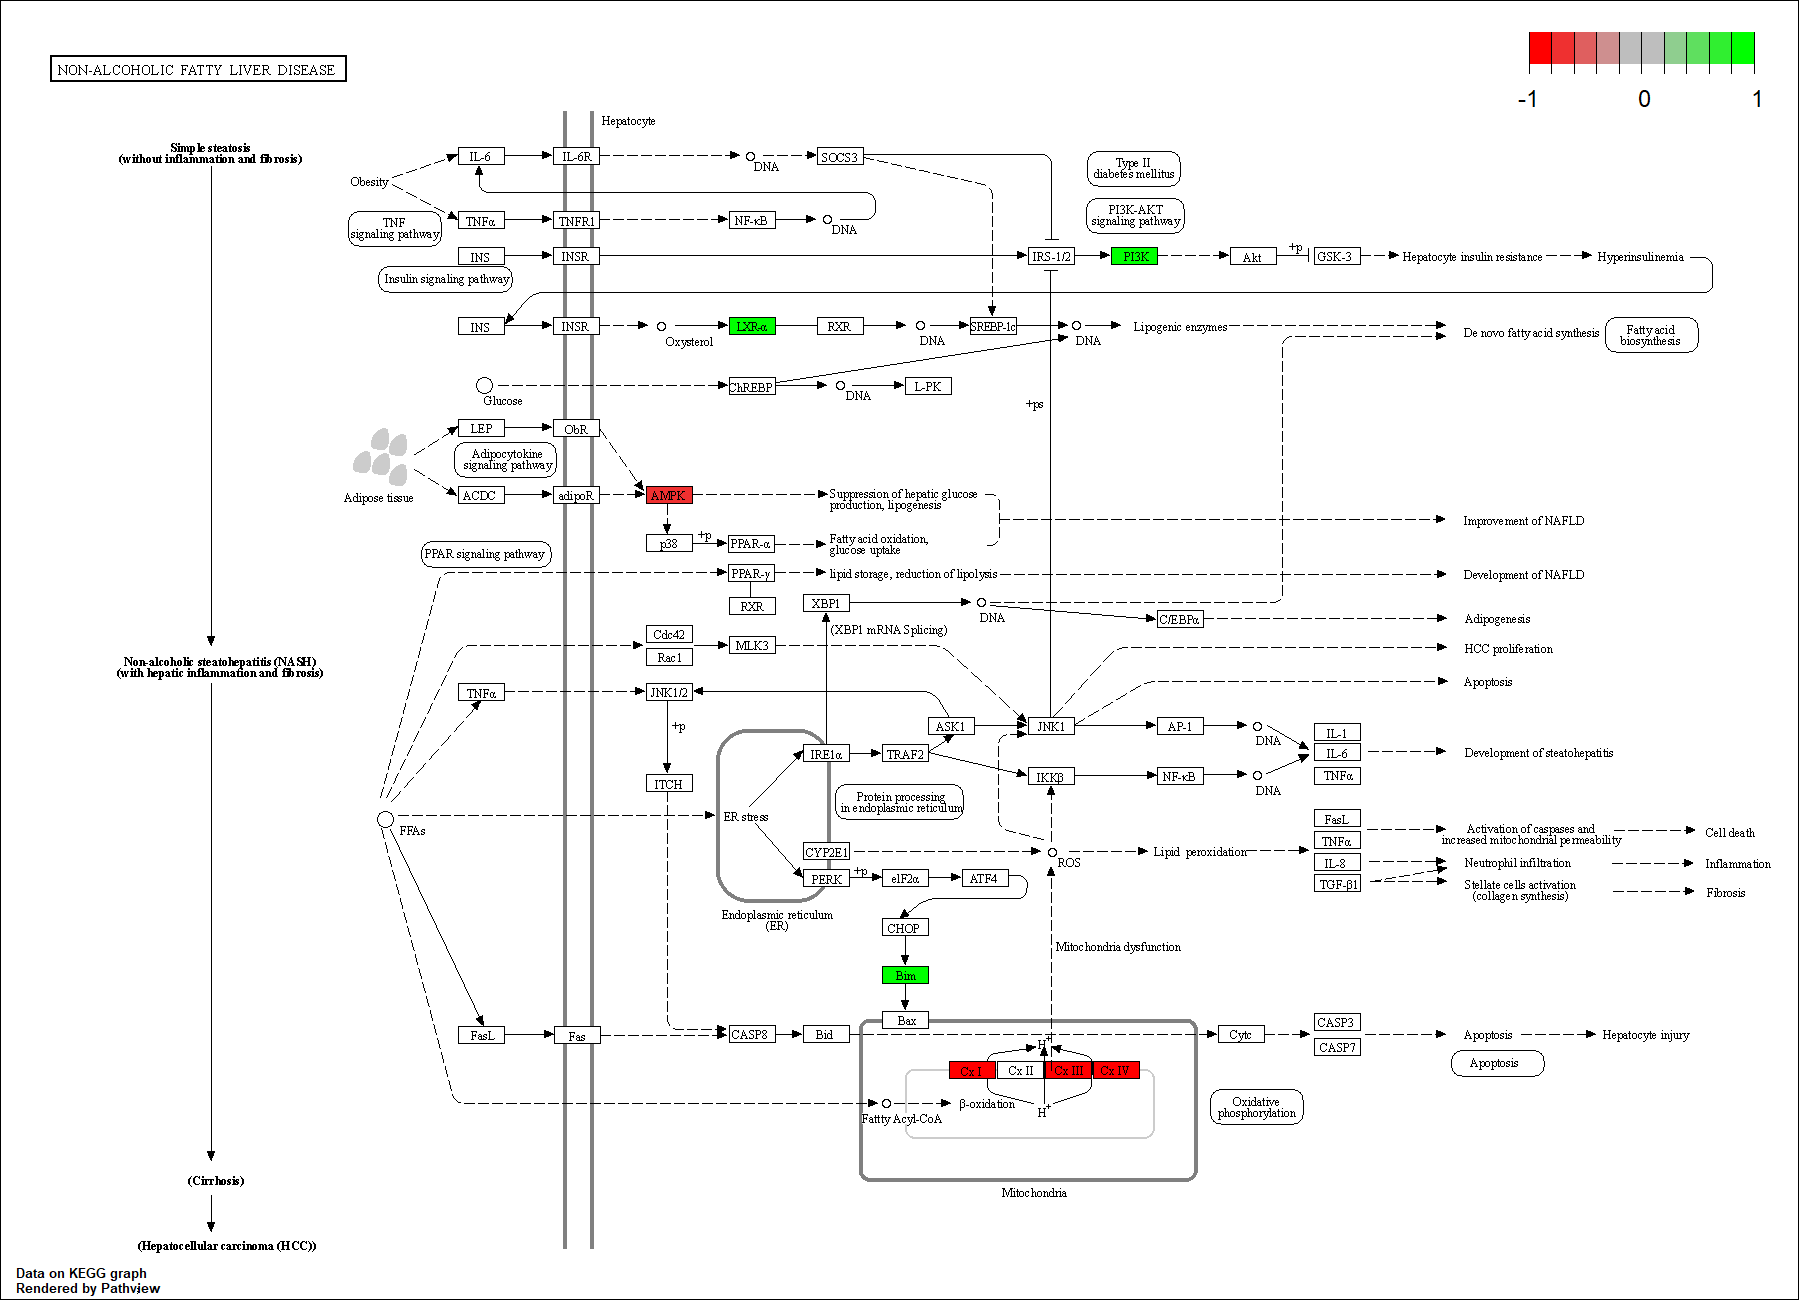 NON-ALCOHOLIC FATTY LIVER DISEASE
-1
0
1
Simple steatosis
(without inflammation and fibrosis)
Hepatocyte
IL-6
IL-6R
DNA
SOCS3
Type II
diabetes mellitus
Obesity
TNF
signaling pathway
TNFα
TNFR1
NF-κB
DNA
PI3K-AKT
signaling pathway
INS
INSR
IRS-1/2
PI3K
Akt
+p
GSK-3
Hepatocyte insulin resistance
Hyperinsulinemia
Insulin signaling pathway
INS
INSR
Oxysterol
LXR-α
RXR
DNA
SREBP-1c
DNA
Lipogenic enzymes
De novo fatty acid synthesis
Fatty acid
biosynthesis
Glucose
ChREBP
DNA
L-PK
+ps
LEP
ObR
Adipocytokine
signaling pathway
Adipose tissue
ACDC
adipoR
AMPK
Suppression of hepatic glucose
production, lipogenesis
Improvement of NAFLD
p38
+p
PPAR-α
Fatty acid oxidation,
glucose uptake
PPAR signaling pathway
PPAR-γ
lipid storage, reduction of lipolysis
Development of NAFLD
RXR
XBP1
DNA
(XBP1 mRNA Splicing)
C/EBPα
Adipogenesis
Cdc42
Rac1
MLK3
HCC proliferation
Non-alcoholic steatohepatitis (NASH)
(with hepatic inflammation and fibrosis)
TNFα
JNK1/2
Apoptosis
+p
ASK1
JNK1
AP-1
DNA
IL-1
IL-6
TNFα
Development of steatohepatitis
IRE1α
TRAF2
IKKβ
NF-κB
DNA
ITCH
Protein processing
in endoplasmic reticulum
FFAs
ER stress
FasL
TNFα
IL-8
TGF-β1
Activation of caspases and
increased mitochondrial permeability
Cell death
CYP2E1
ROS
Lipid peroxidation
Neutrophil infiltration
Inflammation
PERK
+p
eIF2α
ATF4
Stellate cells activation
(collagen synthesis)
Fibrosis
Endoplasmic reticulum
(ER)
CHOP
Mitochondria dysfunction
Bim
Bax
FasL
Fas
CASP8
Bid
Cytc
CASP3
CASP7
Apoptosis
Hepatocyte injury
Apoptosis
H+
Cx I
Cx II
Cx III
Cx IV
Fattty Acyl-CoA
β-oxidation
H+
Oxidative
phosphorylation
Mitochondria
(Cirrhosis)
(Hepatocellular carcinoma (HCC))
Data on KEGG graph
Rendered by Pathview